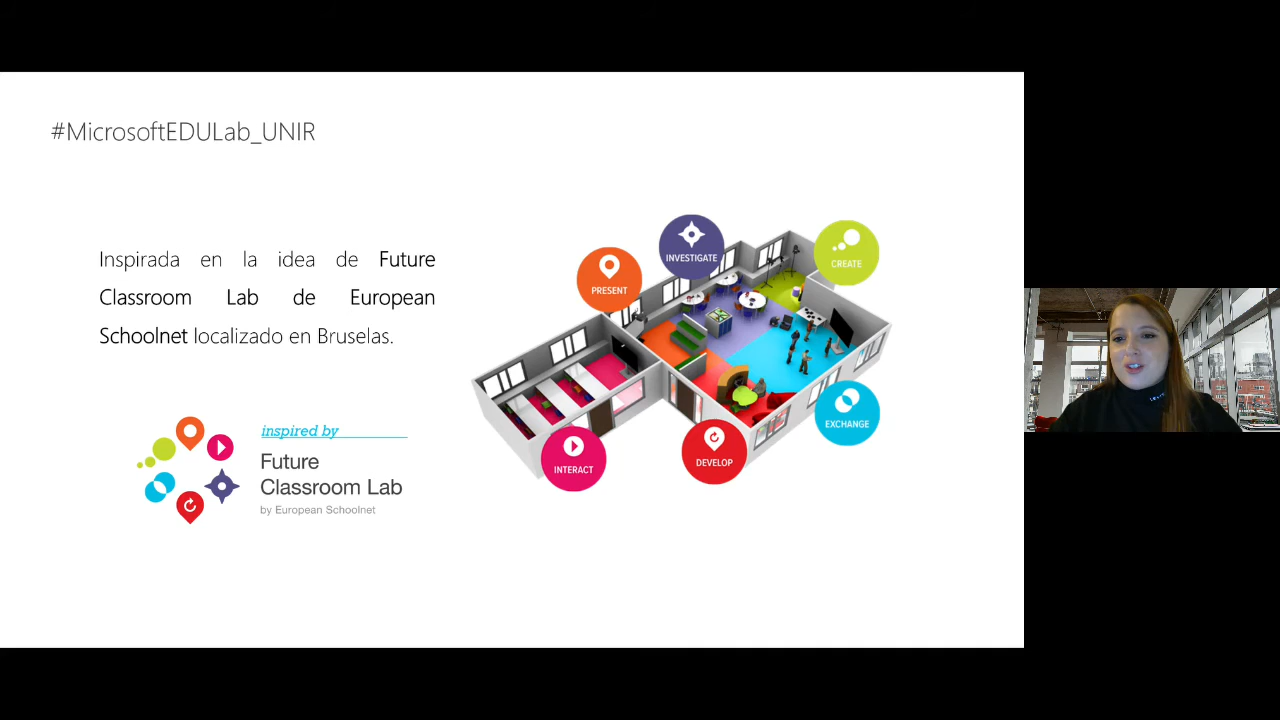 #MicrosoftEDULab_UNIR
Inspirada en la idea de Future
Classroom Lab de European
Schoolnet localizado en Bruselas.
inspired by
Future
Classroom Lab
by European Schoolnet
PRESENT
INVESTIGATE
CREATE
INTERACT
DEVELOP
EXCHANGE